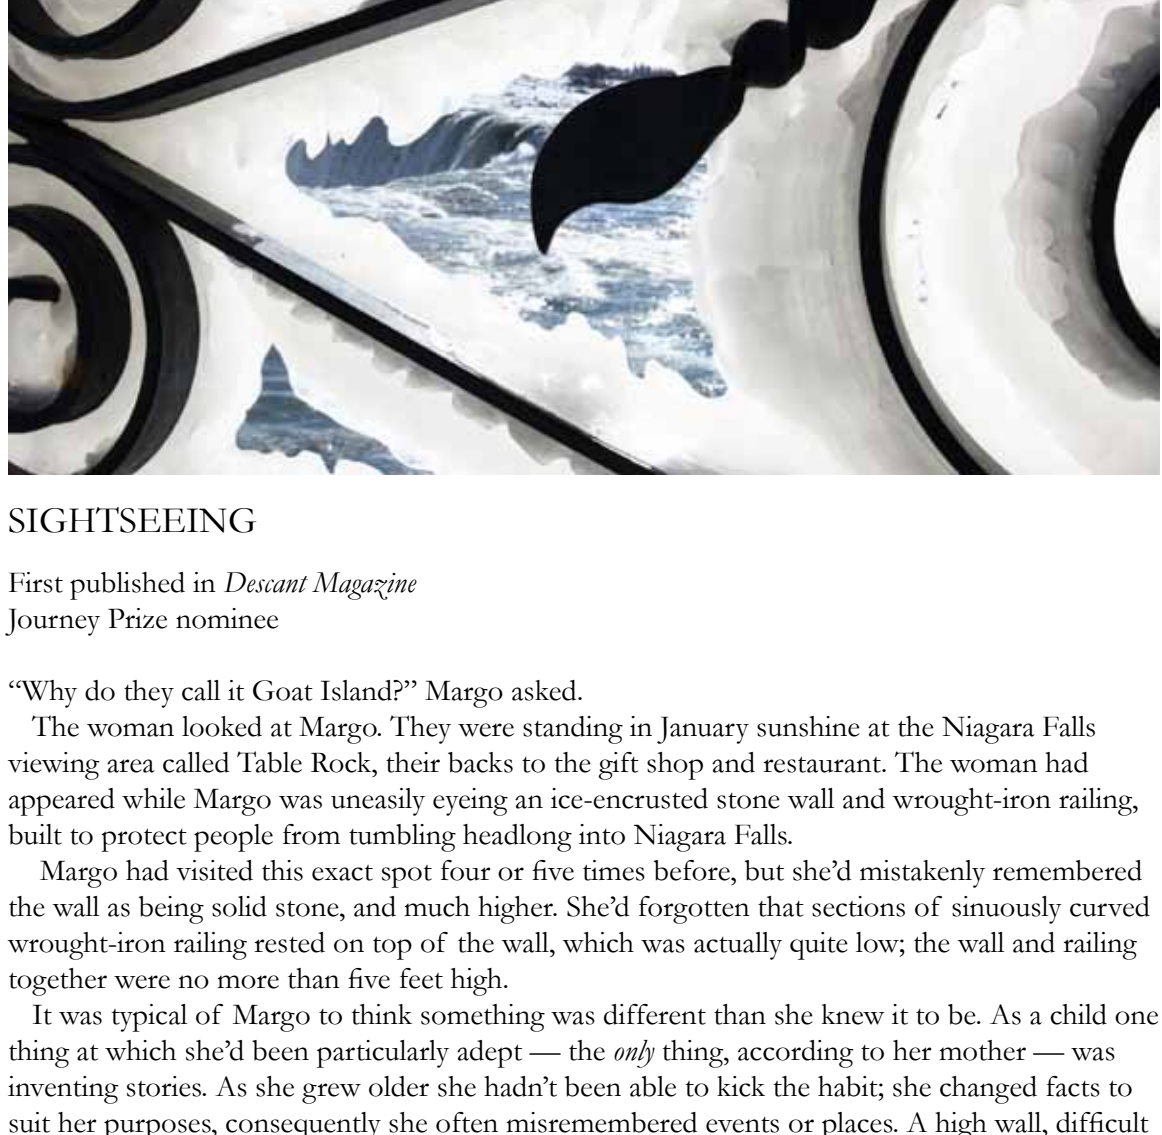 SIGHTSEEING
First published in Descant Magazine
Journey Prize nominee
“Why do they call it Goat Island?” Margo asked.
The woman looked at Margo. They were standing in January sunshine at the Niagara Falls
viewing area called Table Rock, their backs to the gift shop and restaurant. The woman had
appeared while Margo was uneasily eyeing an ice-encrusted stone wall and wrought-iron railing,
built to protect people from tumbling headlong into Niagara Falls.
Margo had visited this exact spot four or five times before, but she’d mistakenly remembered
the wall as being solid stone, and much higher. She’d forgotten that sections of sinuously curved
wrought-iron railing rested on top of the wall, which was actually quite low; the wall and railing
together were no more than five feet high.
It was typical of Margo to think something was different than she knew it to be. As a child one
thing at which she’d been particularly adept — the only thing, according to her mother — was
inventing stories. As she grew older she hadn’t been able to kick the habit; she changed facts to
suit her purposes, consequently she often misremembered events or places. A high wall, difficult